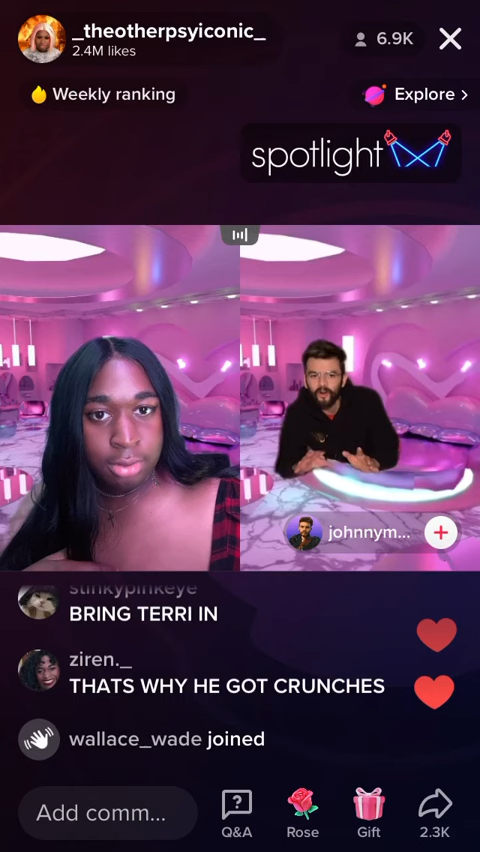 _theotherpsyiconic_
2.4M likes
6.9K
Weekly ranking
Explore >
spotlight
johnnym...
stinkypinkeye
BRING TERRI IN
ziren._
THATS WHY HE GOT CRUNCHES
wallace_wade joined
Add comm...
Q&A
Rose
Gift
2.3K